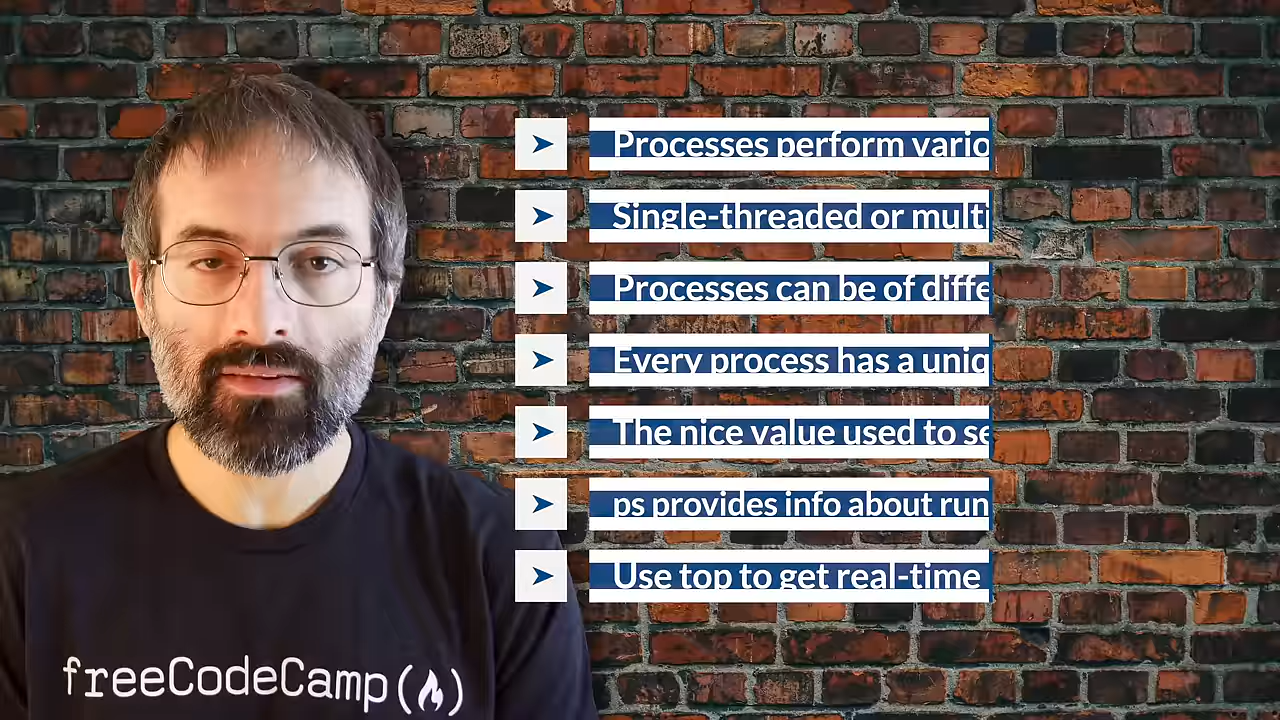 Processes perform vario
Single-threaded or mult
Processes can be of diffe
Every process has a uniq
The nice value used to se
ps provides info about run
Use top to get real-time
freeCodeCamp(🔥)